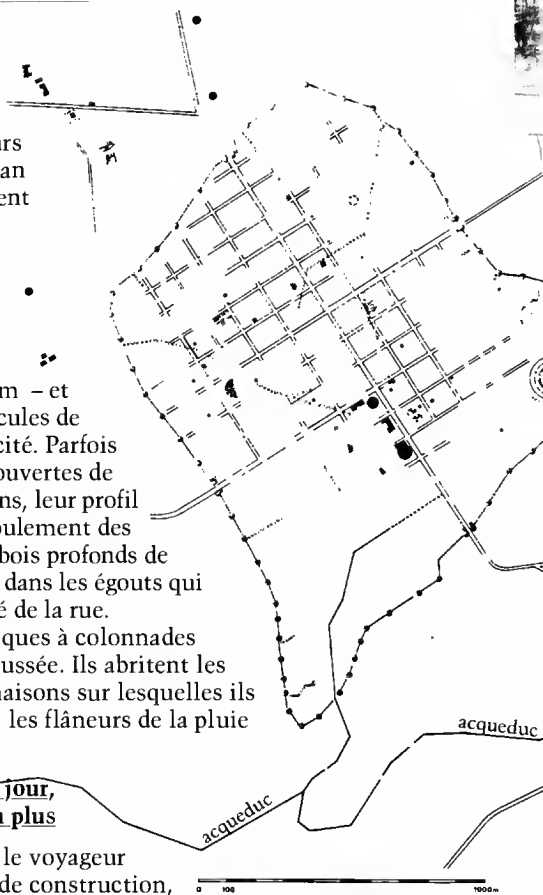 urs
an
ent
m – et
cules de
cité. Parfois
ouvertes de
ns, leur profil
oulement des
bois profonds de
dans les égouts qui
é de la rue.
ques à colonnades
ussée. Ils abritent les
naisons sur lesquelles ils
les flâneurs de la pluie
acqueduc
jour,
plus
acqueduc
le voyageur
de construction,
0 100 1000m